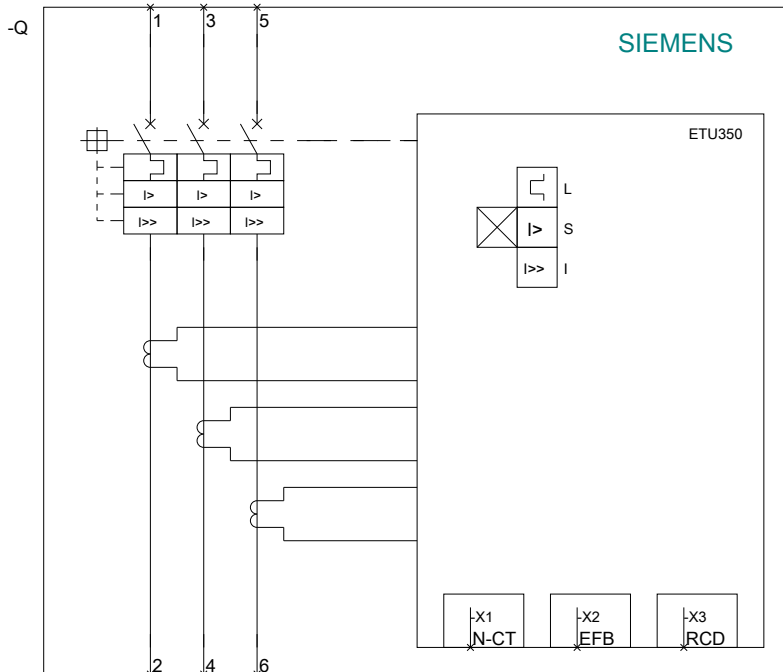 -Q
1 3 5
SIEMENS
ETU350
I> I> I>
I>> I>> I>>
L
I> S
I>> I
-X1 -X2 -X3
N-CT EFB RCD
2 4 6